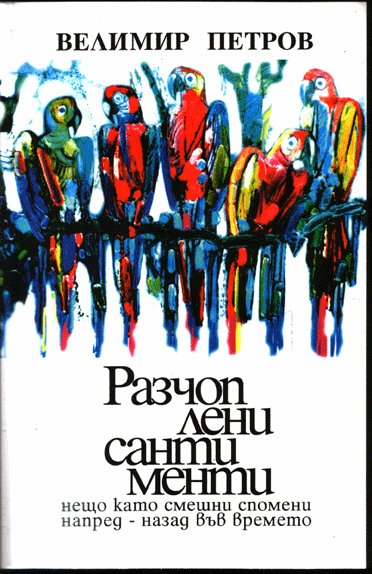 ВЕЛИМИР ПЕТРОВ
Разчоп
лени
санти
менти
нещо като смешни спомени
напред - назад във времето